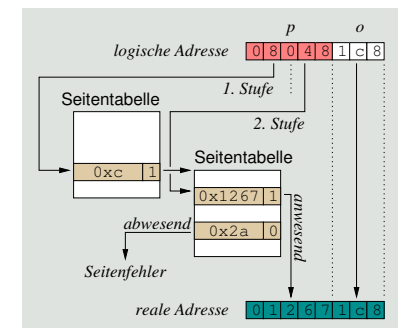 p o
logische Adresse 0 8 0 4 8 1 c 8
1. Stufe
Seitentabelle
2. Stufe
Seitentabelle
0xc 1
0x1267 1
anwesend
abwesend
0x2a 0
Seitenfehler
reale Adresse 0 1 2 6 7 1 c 8